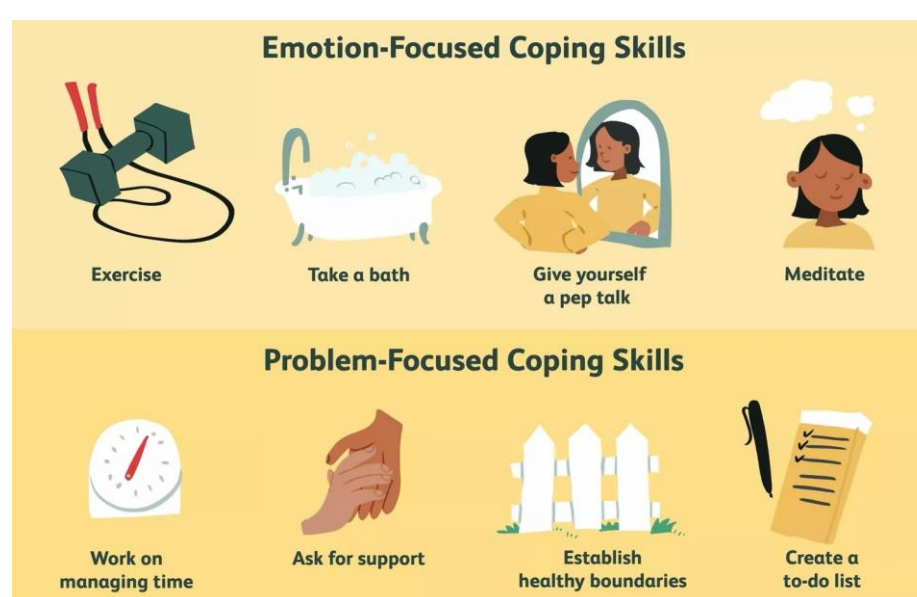 Emotion-Focused Coping Skills
Exercise
Take a bath
Give yourself
a pep talk
Meditate
Problem-Focused Coping Skills
Work on
managing time
Ask for support
Establish
healthy boundaries
Create a
to-do list